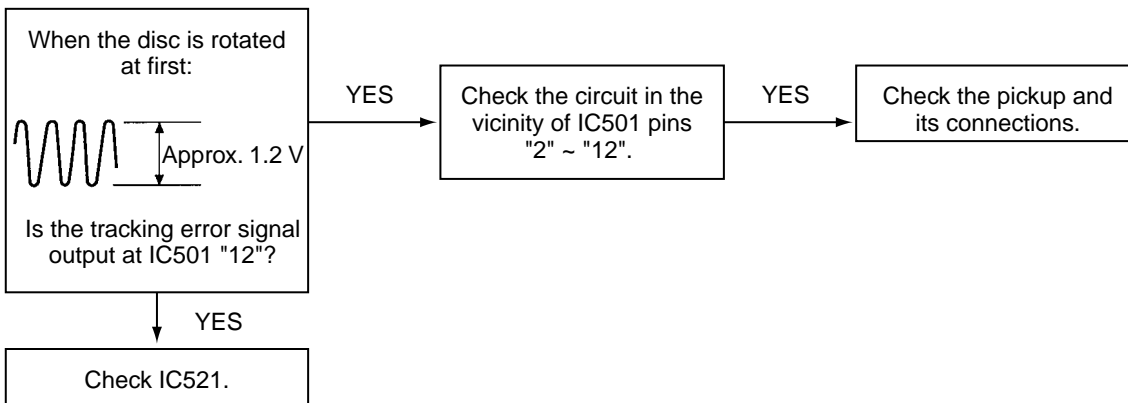 When the disc is rotated
at first:
Approx. 1.2 V
Is the tracking error signal
output at IC501 "12"?
YES
Check the circuit in the
vicinity of IC501 pins
"2" ~ "12".
YES
Check the pickup and
its connections.
YES
Check IC521.